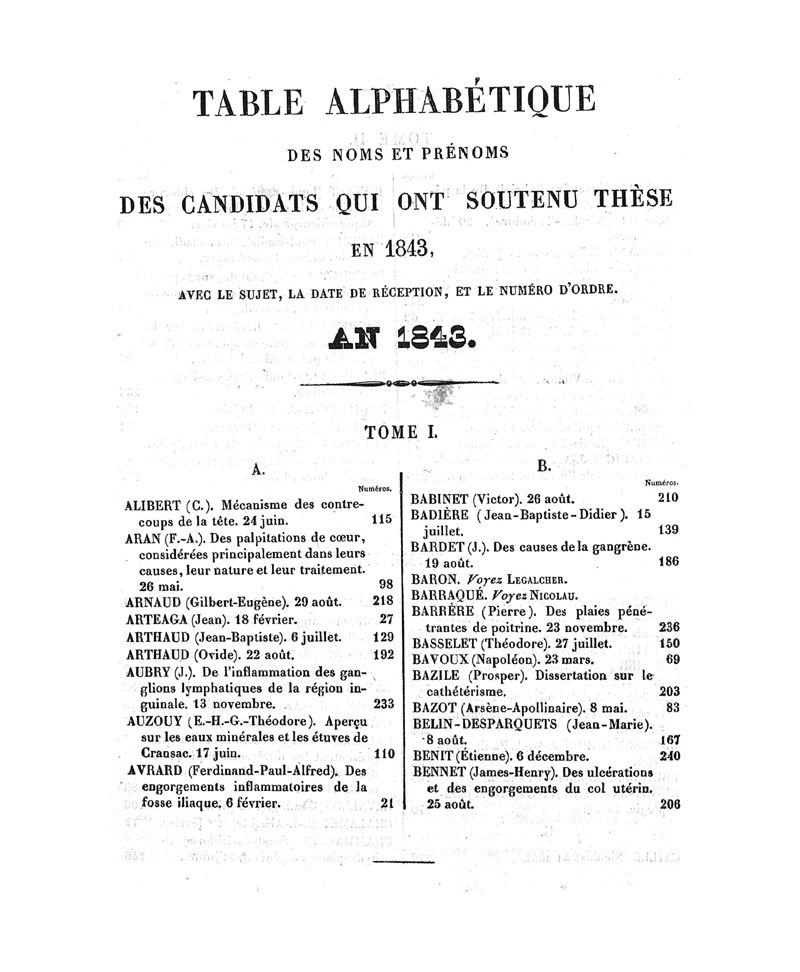 TABLE ALPHABÉTIQUE
DES NOMS ET PRÉNOMS
DES CANDIDATS QUI ONT SOUTENU THÈSE
EN 1843,
AVEC LE SUJET, LA DATE DE RÉCEPTION, ET LE NUMÉRO D'ORDRE.
AN 1843.
TOME I.
A.
Numéros.
ALIBERT (C.). Mécanisme des contre-
coups de la tête. 24 juin. 115
ARAN (F.-A.). Des palpitations de cœur,
considérées principalement dans leurs
causes, leur nature et leur traitement.
26 mai. 98
ARNAUD (Gilbert-Eugène). 29 août. 218
ARTEAGA (Jean). 18 février. 27
ARTHAUD (Jean-Baptiste). 6 juillet. 129
ARTHAUD (Ovide). 22 août. 192
AUBRY (J.). De l'inflammation des gan-
glions lymphatiques de la région in-
guinale. 13 novembre. 233
AUZOUY (E.-H.-G.-Théodore). Aperçu
sur les eaux minérales et les étuves de
Cransac. 17 juin. 110
AVRARD (Ferdinand-Paul-Alfred). Des
engorgements inflammatoires de la
fosse iliaque. 6 février. 21
B.
Numéros.
BABINET (Victor). 26 août. 210
BADIÈRE (Jean-Baptiste-Didier). 15
juillet. 139
BARDET (J.). Des causes de la gangrène.
19 août. 186
BARON. Voyez LEGALCHER.
BARRAQUÉ. Voyez NICOLAU.
BARRÈRE (Pierre). Des plaies péné-
trantes de poitrine. 23 novembre. 236
BASSELET (Théodore). 27 juillet. 150
BAVOUX (Napoléon). 23 mars. 69
BAZILE (Prosper). Dissertation sur le
cathétérisme. 203
BAZOT (Arsène-Apollinaire). 8 mai. 83
BELIN-DESPARQUETS (Jean-Marie).
8 août. 167
BENIT (Étienne). 6 décembre. 240
BENNET (James-Henry). Des ulcérations
et des engorgements du col utérin.
25 août. 206